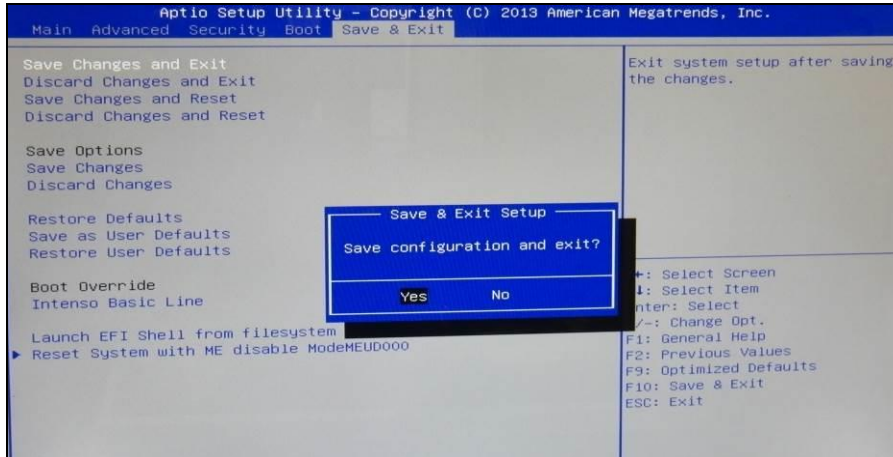 Aptio Setup Utility – Copyright (C) 2013 American Megatrends, Inc.
Main Advanced Security Boot Save & Exit
Save Changes and Exit
Discard Changes and Exit
Save Changes and Reset
Discard Changes and Reset
Save Options
Save Changes
Discard Changes
Restore Defaults
Save as User Defaults
Restore User Defaults
Boot Override
Intenso Basic Line
Launch EFI Shell from filesystem
Reset System with ME disable ModeMEUD000
Save & Exit Setup
Save configuration and exit?
Yes No
Exit system setup after saving
the changes.
: Select Screen
: Select Item
nter: Select
/-: Change Opt.
F1: General Help
F2: Previous Values
F9: Optimized Defaults
F10: Save & Exit
ESC: Exit